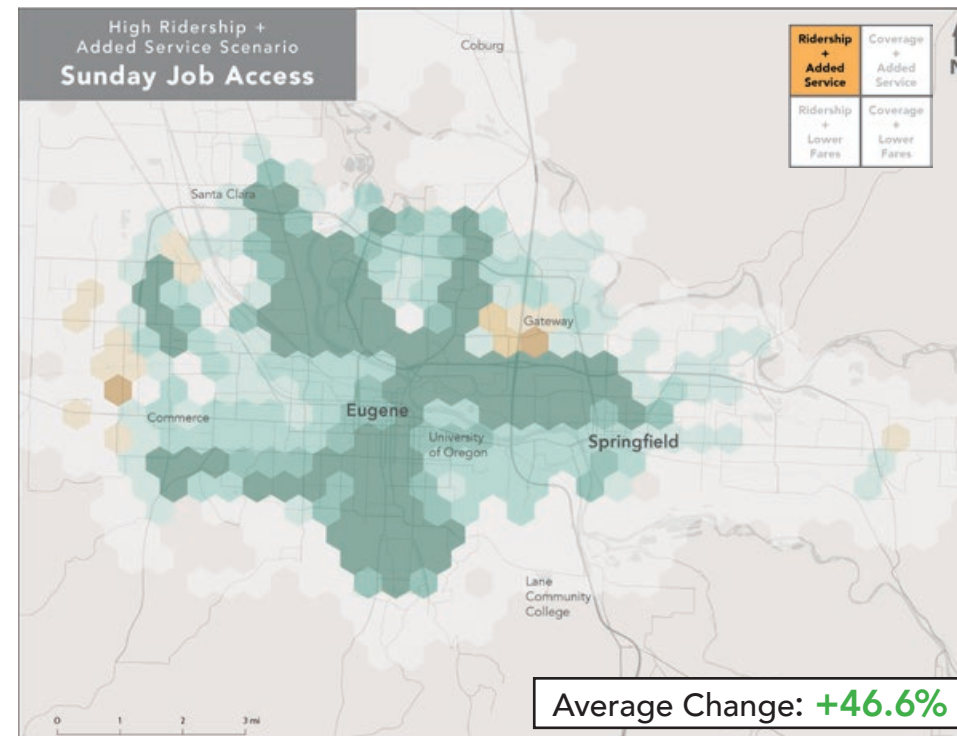 High Ridership +
Added Service Scenario
Sunday Job Access
Ridership
+
Added
Service
Coverage
+
Added
Service
Ridership
+
Lower
Fares
Coverage
+
Lower
Fares
N
Coburg
Santa Clara
Gateway
Commerce
Eugene
University
of Oregon
Springfield
Lane
Community
College
0 1 2 3 mi
Average Change: +46.6%